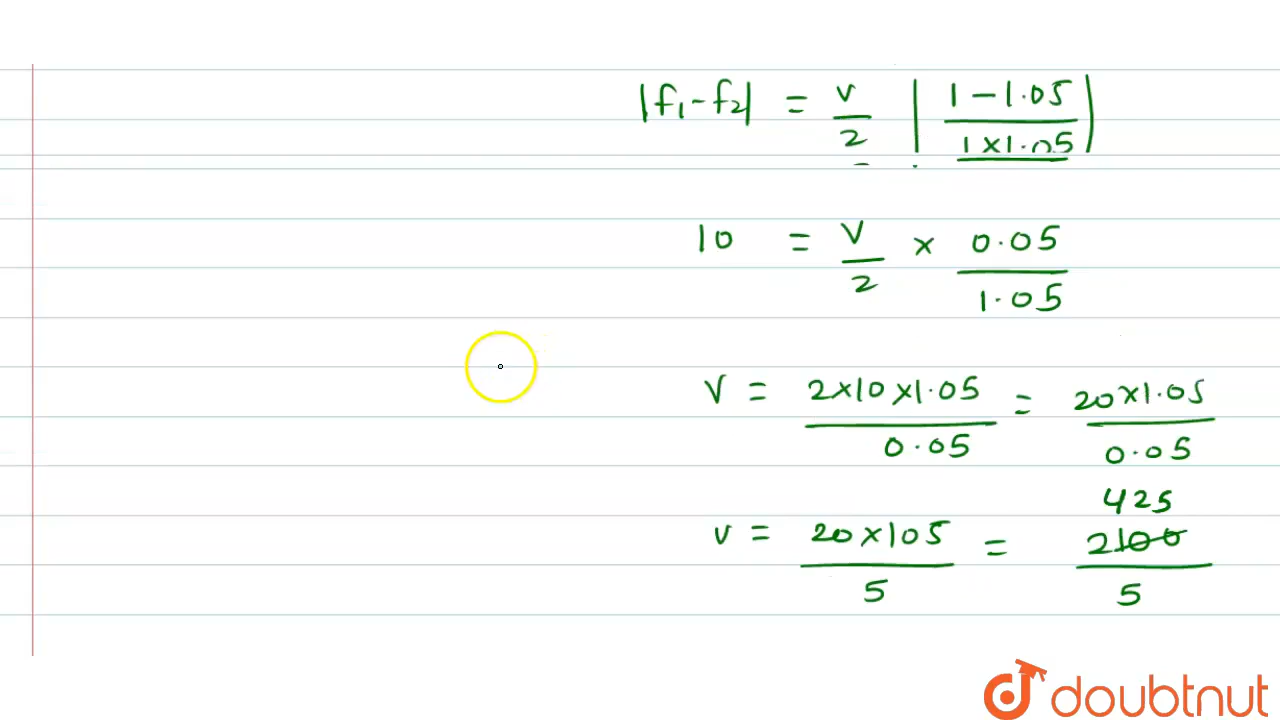 |f₁-f₂| = v/2 |(1-1.05)/(1×1.05)|
10 = v/2 × 0.05/1.05
v = (2×10×1.05)/0.05 = (20×1.05)/0.05
425
v = (20×105)/5 = 2100/5
doubtnut